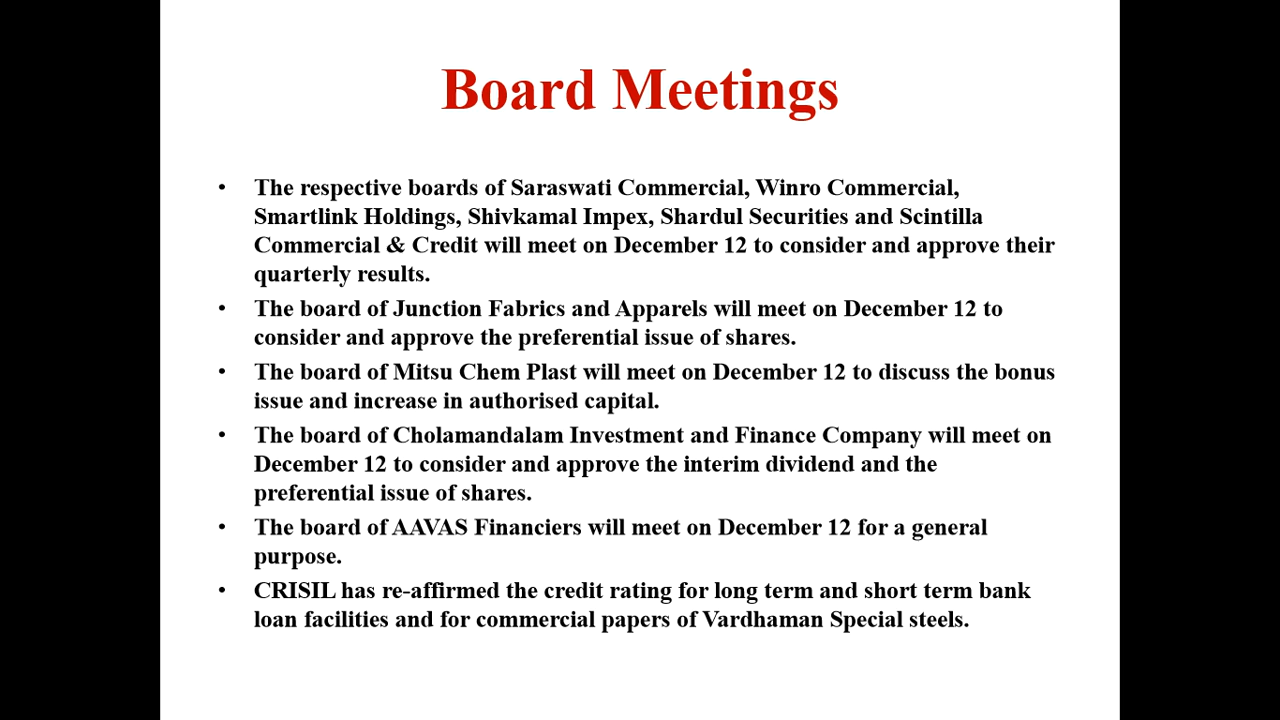 Board Meetings
• The respective boards of Saraswati Commercial, Winro Commercial,
Smartlink Holdings, Shivkamal Impex, Shardul Securities and Scintilla
Commercial & Credit will meet on December 12 to consider and approve their
quarterly results.
• The board of Junction Fabrics and Apparels will meet on December 12 to
consider and approve the preferential issue of shares.
• The board of Mitsu Chem Plast will meet on December 12 to discuss the bonus
issue and increase in authorised capital.
• The board of Cholamandalam Investment and Finance Company will meet on
December 12 to consider and approve the interim dividend and the
preferential issue of shares.
• The board of AAVAS Financiers will meet on December 12 for a general
purpose.
• CRISIL has re-affirmed the credit rating for long term and short term bank
loan facilities and for commercial papers of Vardhaman Special steels.